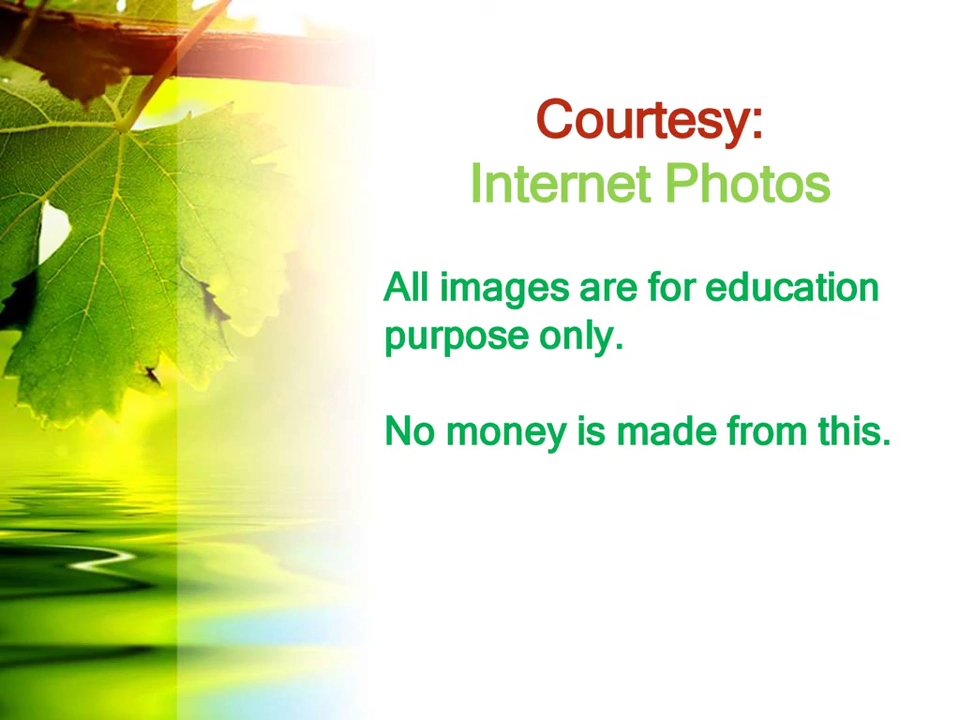 Courtesy:
Internet Photos
All images are for education
purpose only.
No money is made from this.